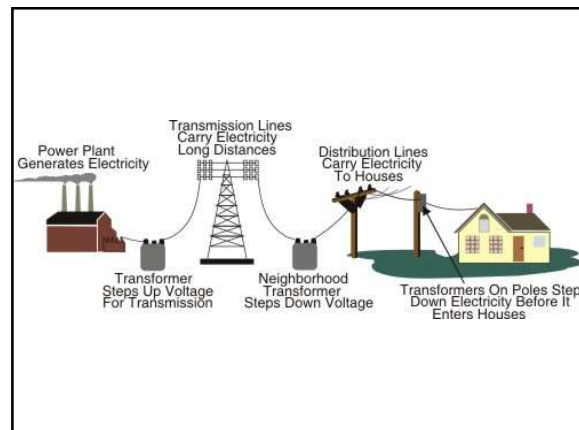 Power Plant
Generates Electricity
Transmission Lines
Carry Electricity
Long Distances
Distribution Lines
Carry Electricity
To Houses
Transformer
Steps Up Voltage
For Transmission
Neighborhood
Transformer
Steps Down Voltage
Transformers On Poles Step
Down Electricity Before It
Enters Houses